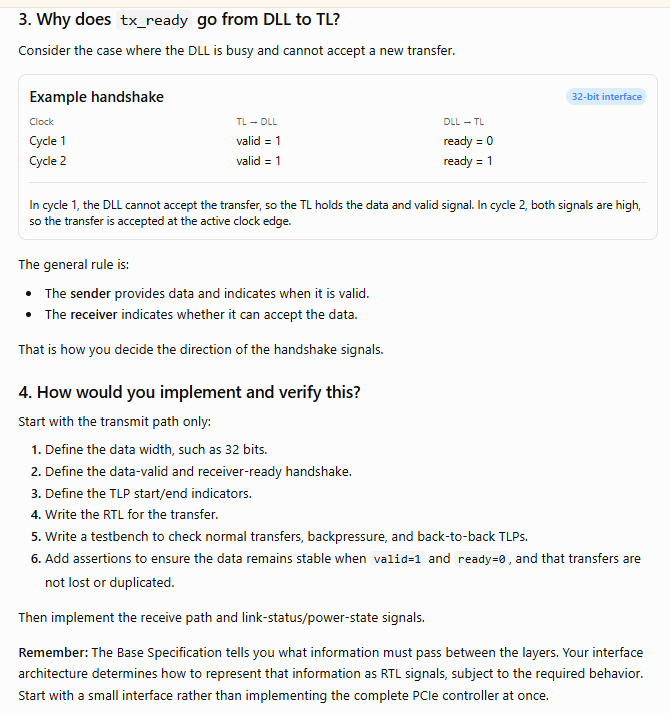 3. Why does tx_ready go from DLL to TL?
Consider the case where the DLL is busy and cannot accept a new transfer.
Example handshake
32-bit interface
Clock TL → DLL DLL → TL
Cycle 1 valid = 1 ready = 0
Cycle 2 valid = 1 ready = 1
In cycle 1, the DLL cannot accept the transfer, so the TL holds the data and valid signal. In cycle 2, both signals are high,
so the transfer is accepted at the active clock edge.
The general rule is:
• The sender provides data and indicates when it is valid.
• The receiver indicates whether it can accept the data.
That is how you decide the direction of the handshake signals.
4. How would you implement and verify this?
Start with the transmit path only:
1. Define the data width, such as 32 bits.
2. Define the data-valid and receiver-ready handshake.
3. Define the TLP start/end indicators.
4. Write the RTL for the transfer.
5. Write a testbench to check normal transfers, backpressure, and back-to-back TLPs.
6. Add assertions to ensure the data remains stable when valid=1 and ready=0, and that transfers are
not lost or duplicated.
Then implement the receive path and link-status/power-state signals.
Remember: The Base Specification tells you what information must pass between the layers. Your interface
architecture determines how to represent that information as RTL signals, subject to the required behavior.
Start with a small interface rather than implementing the complete PCIe controller at once.